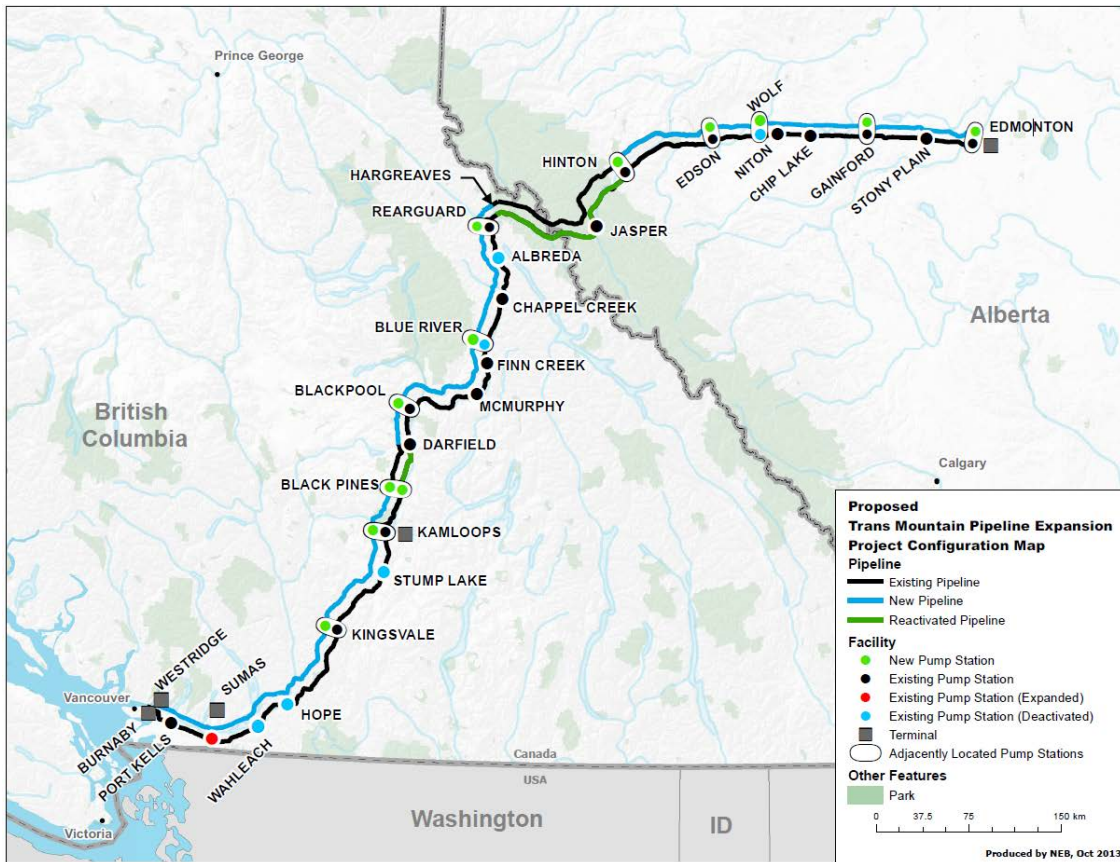 Prince George
WOLF
EDMONTON
HINTON
EDSON
NITON
CHIP LAKE
GAINFORD
STONY PLAIN
HARGREAVES
REARGUARD
JASPER
ALBREDA
CHAPPEL CREEK
Alberta
BLUE RIVER
FINN CREEK
BLACKPOOL
MCMURPHY
British
Columbia
DARFIELD
Calgary
BLACK PINES
KAMLOOPS
STUMP LAKE
KINGSVALE
WESTRIDGE
SUMAS
Vancouver
HOPE
BURNABY
PORT KELLS
WAHLEACH
Canada
USA
Victoria
Washington
ID
Proposed
Trans Mountain Pipeline Expansion
Project Configuration Map
Pipeline
Existing Pipeline
New Pipeline
Reactivated Pipeline
Facility
New Pump Station
Existing Pump Station
Existing Pump Station (Expanded)
Existing Pump Station (Deactivated)
Terminal
Adjacently Located Pump Stations
Other Features
Park
0 37.5 75 150 km
Produced by NEB, Oct 2013